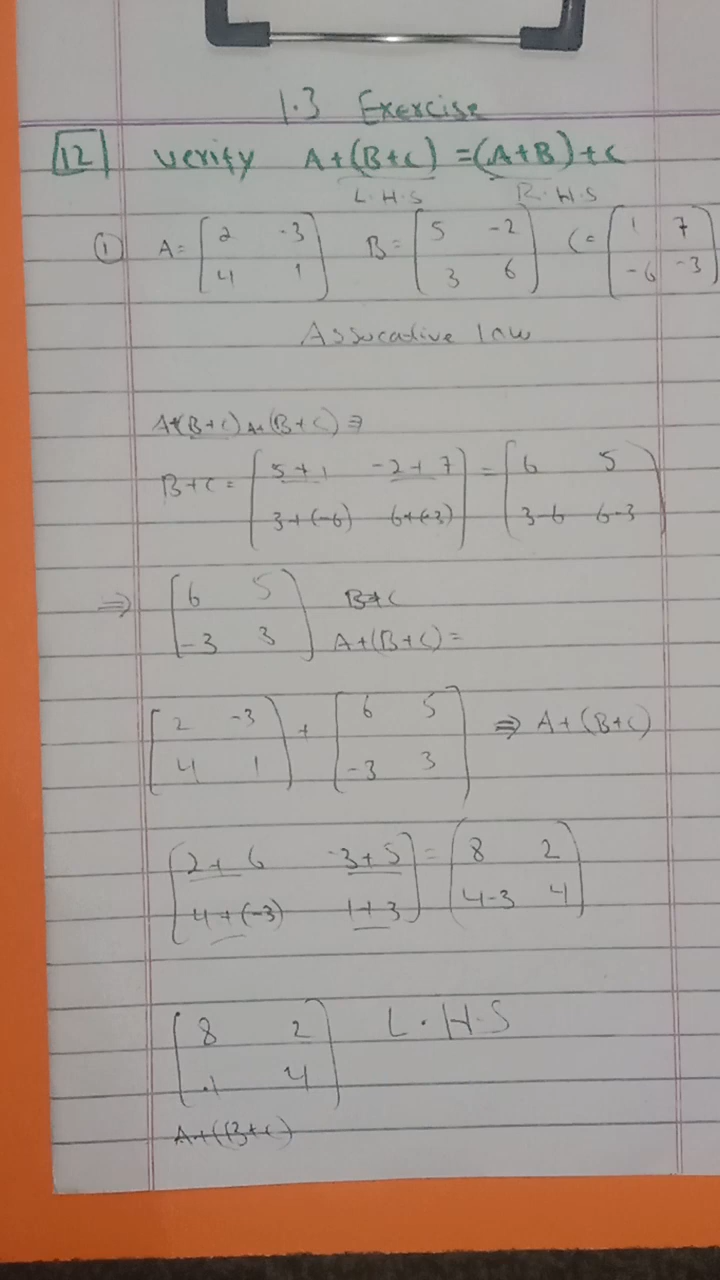 1.3 Exercise
12 verify A+(B+C) =(A+B)+C
L.H.S R.H.S
① A= [2 -3 B= [5 -2 C= [1 7
4 1] 3 6] -6 -3]
Assocative law
A+(B+C) A+(B+C) ⇒
B+C = [5+1 -2+7 = [6 5
3+(-6) 6+(-3)] 3-6 6-3]
⇒ [6 5 B+C
-3 3] A+(B+C) =
[2 -3 + [6 5 ⇒ A+(B+C)
4 1] -3 3]
[2+6 -3+5 = [8 2
4+(-3) 1+3] 4-3 4]
[8 2 L.H.S
1 4]
A+(B+C)